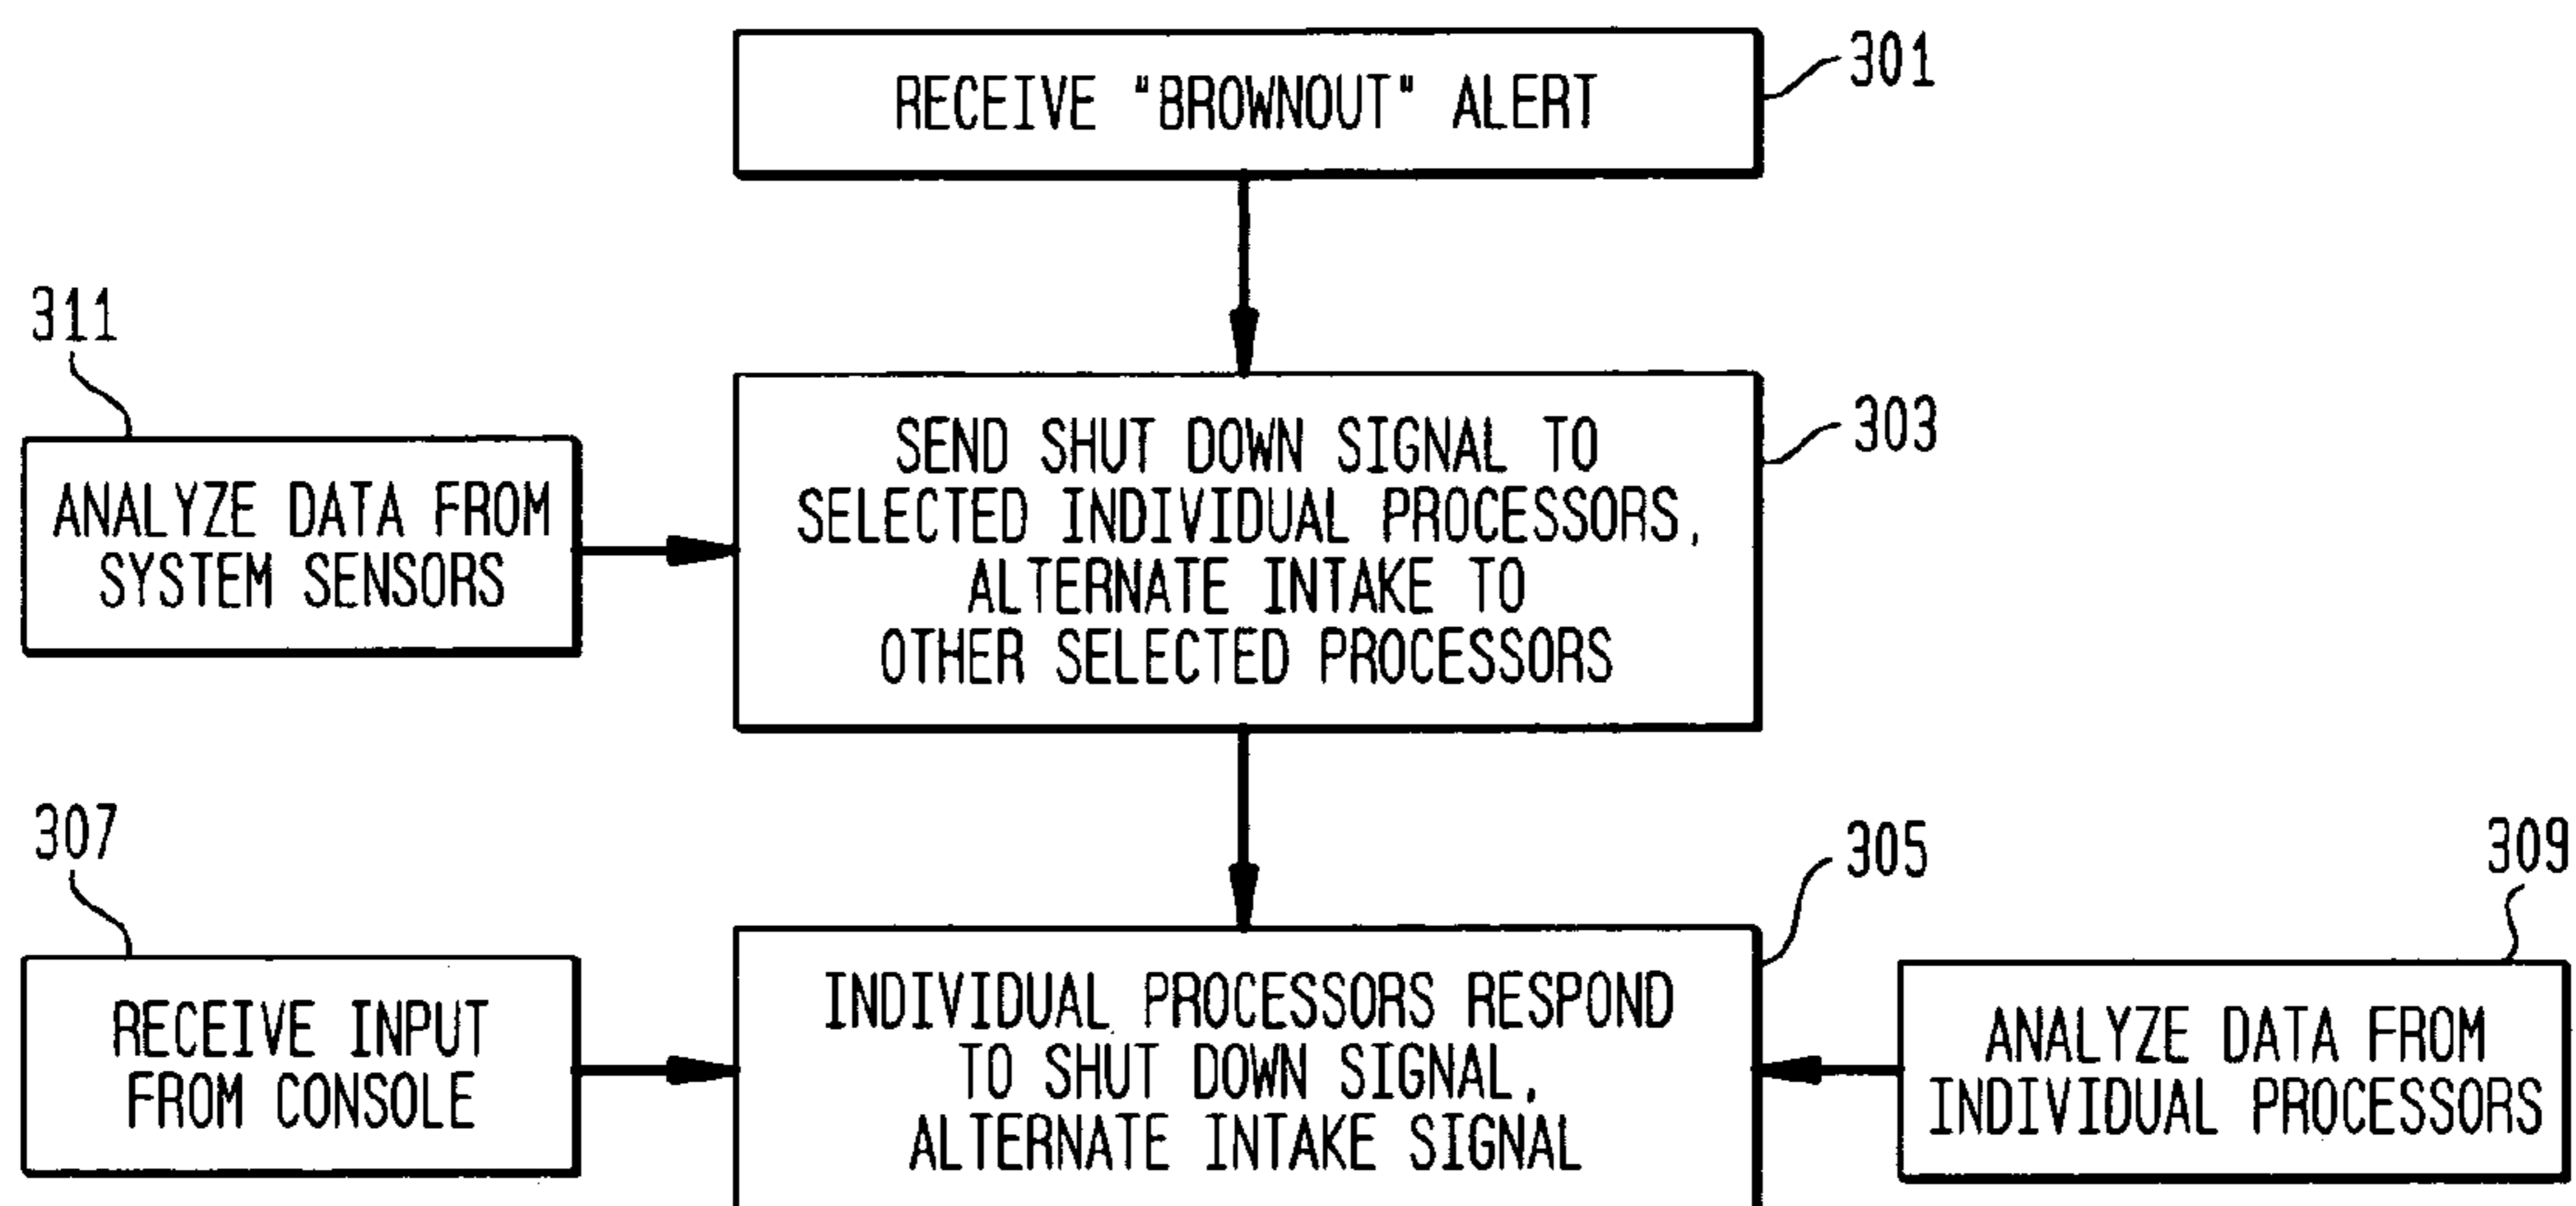 RECEIVE "BROWNOUT" ALERT
301
311
ANALYZE DATA FROM
SYSTEM SENSORS
SEND SHUT DOWN SIGNAL TO
SELECTED INDIVIDUAL PROCESSORS,
ALTERNATE INTAKE TO
OTHER SELECTED PROCESSORS
303
307
RECEIVE INPUT
FROM CONSOLE
INDIVIDUAL PROCESSORS RESPOND
TO SHUT DOWN SIGNAL,
ALTERNATE INTAKE SIGNAL
305
309
ANALYZE DATA FROM
INDIVIDUAL PROCESSORS